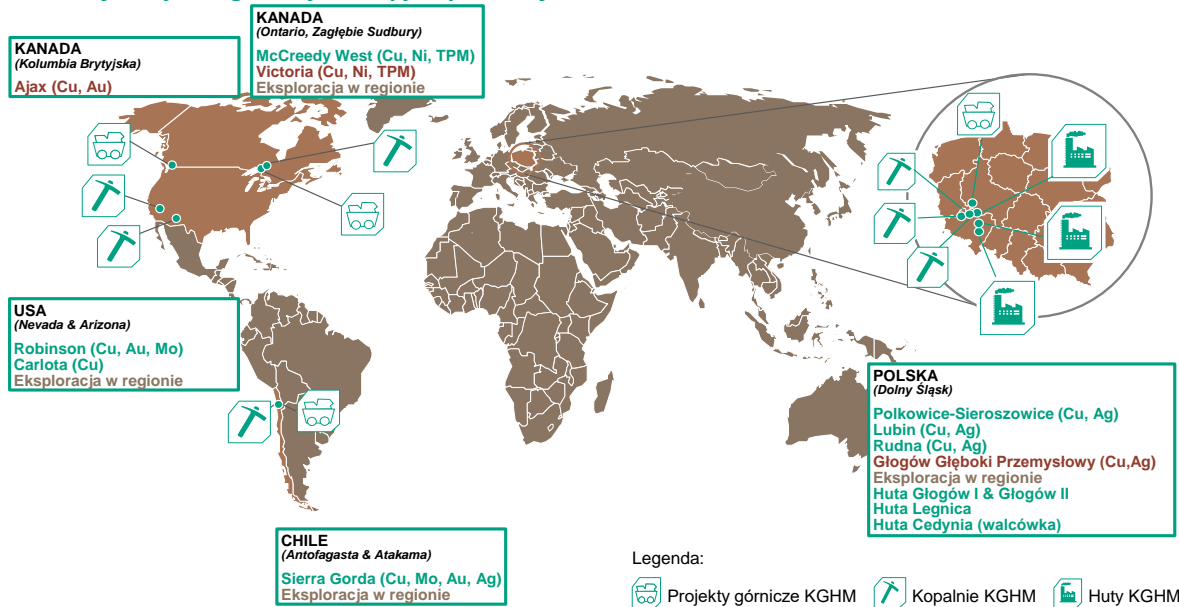 KANADA
(Kolumbia Brytyjska)
Ajax (Cu, Au)
KANADA
(Ontario, Zagłębie Sudbury)
McCreedy West (Cu, Ni, TPM)
Victoria (Cu, Ni, TPM)
Eksploracja w regionie
USA
(Nevada & Arizona)
Robinson (Cu, Au, Mo)
Carlota (Cu)
Eksploracja w regionie
CHILE
(Antofagasta & Atakama)
Sierra Gorda (Cu, Mo, Au, Ag)
Eksploracja w regionie
POLSKA
(Dolny Śląsk)
Polkowice-Sieroszowice (Cu, Ag)
Lubin (Cu, Ag)
Rudna (Cu, Ag)
Głogów Głęboki Przemysłowy (Cu,Ag)
Eksploracja w regionie
Huta Głogów I & Głogów II
Huta Legnica
Huta Cedynia (walcówka)
Legenda:
Projekty górnicze KGHM
Kopalnie KGHM
Huty KGHM